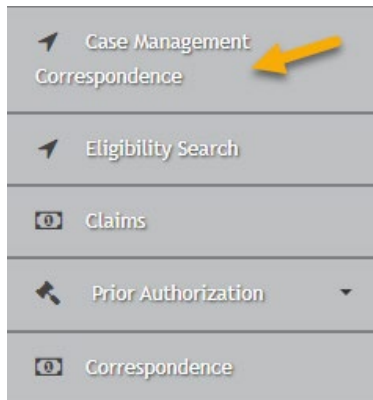 Case Management
Correspondence
Eligibility Search
Claims
Prior Authorization
Correspondence